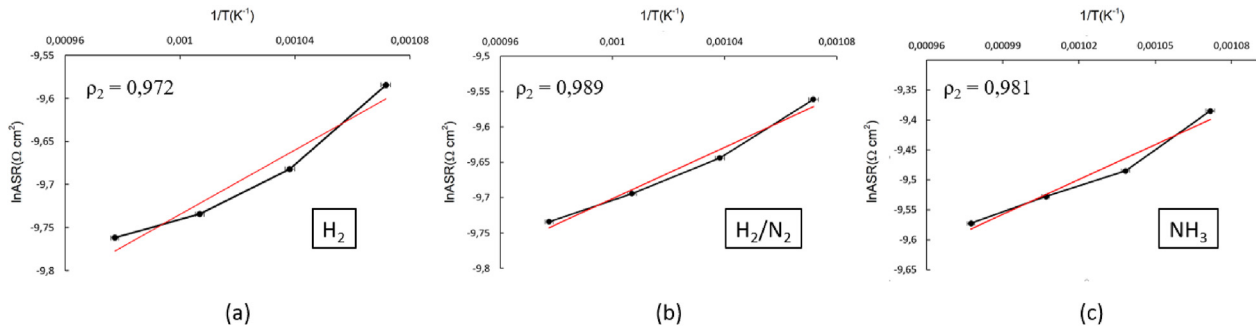 1/T(K⁻¹)
0,00096 0,001 0,00104 0,00108
-9,55
-9,6
-9,65
-9,7
-9,75
-9,8
lnASR(Ω cm²)
ρ₂ = 0,972
H₂
(a)
1/T(K⁻¹)
0,00096 0,001 0,00104 0,00108
-9,5
-9,55
-9,6
-9,65
-9,7
-9,75
-9,8
lnASR(Ω cm²)
ρ₂ = 0,989
H₂/N₂
(b)
1/T(K⁻¹)
0,00096 0,00099 0,00102 0,00105 0,00108
-9,35
-9,4
-9,45
-9,5
-9,55
-9,6
-9,65
lnASR(Ω cm²)
ρ₂ = 0,981
NH₃
(c)